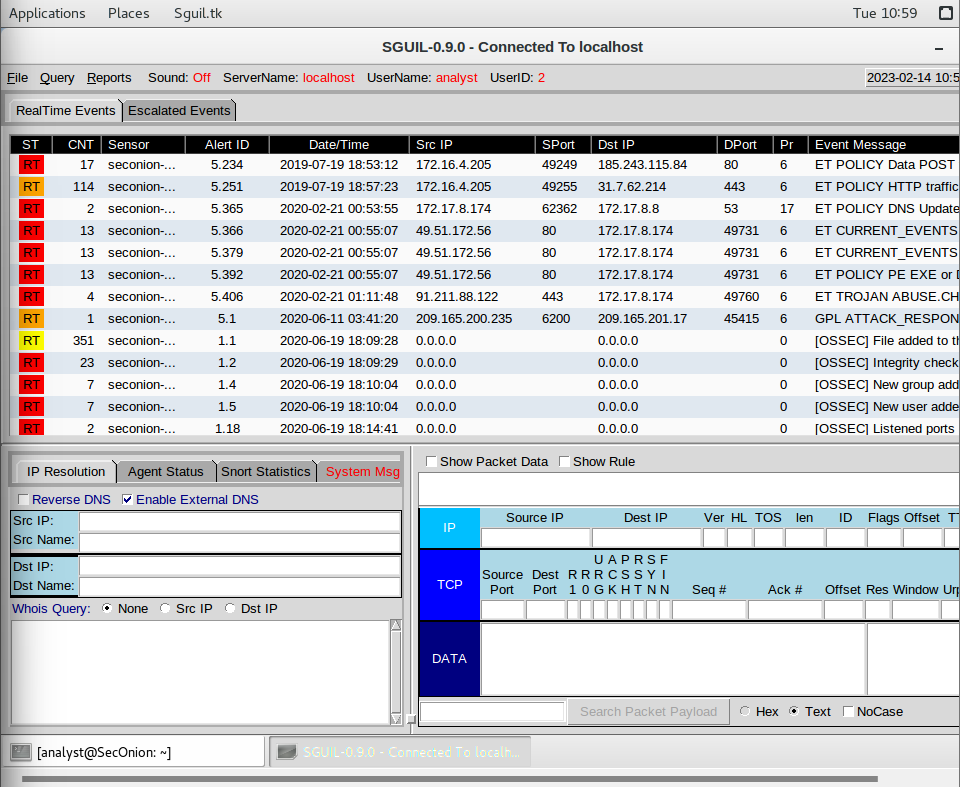 Applications Places Sguil.tk Tue 10:59
SGUIL-0.9.0 - Connected To localhost
File Query Reports Sound: Off ServerName: localhost UserName: analyst UserID: 2 2023-02-14 10:5
RealTime Events Escalated Events
ST CNT Sensor Alert ID Date/Time Src IP SPort Dst IP DPort Pr Event Message
RT 17 seconion-... 5.234 2019-07-19 18:53:12 172.16.4.205 49249 185.243.115.84 80 6 ET POLICY Data POST
RT 114 seconion-... 5.251 2019-07-19 18:57:23 172.16.4.205 49255 31.7.62.214 443 6 ET POLICY HTTP traffic
RT 2 seconion-... 5.365 2020-02-21 00:53:55 172.17.8.174 62362 172.17.8.8 53 17 ET POLICY DNS Update
RT 13 seconion-... 5.366 2020-02-21 00:55:07 49.51.172.56 80 172.17.8.174 49731 6 ET CURRENT_EVENTS
RT 13 seconion-... 5.379 2020-02-21 00:55:07 49.51.172.56 80 172.17.8.174 49731 6 ET CURRENT_EVENTS
RT 13 seconion-... 5.392 2020-02-21 00:55:07 49.51.172.56 80 172.17.8.174 49731 6 ET POLICY PE EXE or
RT 4 seconion-... 5.406 2020-02-21 01:11:48 91.211.88.122 443 172.17.8.174 49760 6 ET TROJAN ABUSE.CH
RT 1 seconion-... 5.1 2020-06-11 03:41:20 209.165.200.235 6200 209.165.201.17 45415 6 GPL ATTACK_RESPON
RT 351 seconion-... 1.1 2020-06-19 18:09:28 0.0.0.0 0.0.0.0 0 [OSSEC] File added to th
RT 23 seconion-... 1.2 2020-06-19 18:09:29 0.0.0.0 0.0.0.0 0 [OSSEC] Integrity check
RT 7 seconion-... 1.4 2020-06-19 18:10:04 0.0.0.0 0.0.0.0 0 [OSSEC] New group add
RT 7 seconion-... 1.5 2020-06-19 18:10:04 0.0.0.0 0.0.0.0 0 [OSSEC] New user adde
RT 2 seconion-... 1.18 2020-06-19 18:14:41 0.0.0.0 0.0.0.0 0 [OSSEC] Listened ports
IP Resolution Agent Status Snort Statistics System Msg
Reverse DNS Enable External DNS
Src IP:
Src Name:
Dst IP:
Dst Name:
Whois Query: None Src IP Dst IP
Show Packet Data Show Rule
IP Source IP Dest IP Ver HL TOS len ID Flags Offset T
U A P R S F
R R C S S Y I
TCP Source Port Dest Port R 1 R 0 U R G A C K P S H R S T S Y N F I N Seq # Ack # Offset Res Window Urp
DATA
Search Packet Payload Hex Text NoCase
[analyst@SecOnion: ~] SGUIL-0.9.0 - Connected To localh...